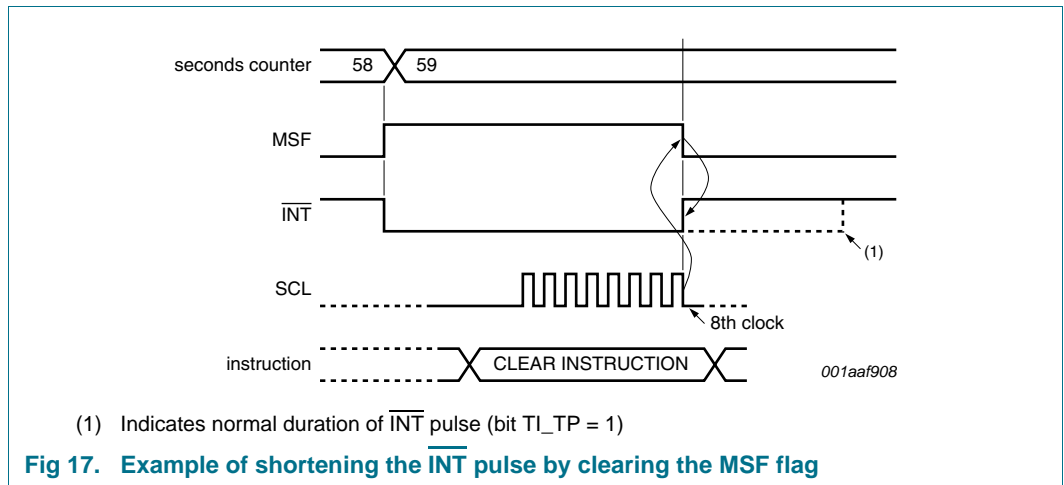 seconds counter 58 59
MSF
INT
(1)
SCL
8th clock
instruction CLEAR INSTRUCTION
001aaf908
(1) Indicates normal duration of INT pulse (bit TI_TP = 1)
Fig 17. Example of shortening the INT pulse by clearing the MSF flag